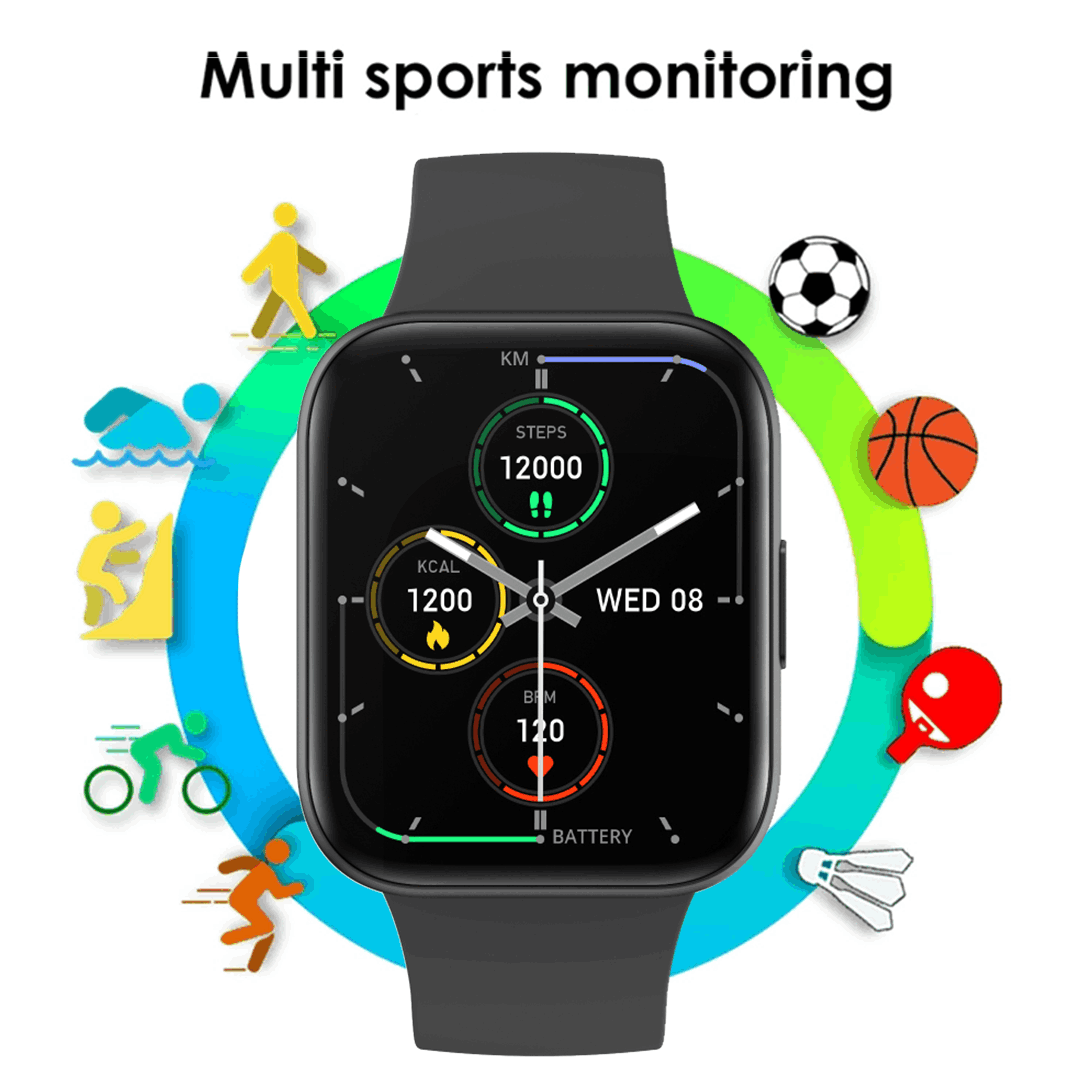 Multi sports monitoring
KM
STEPS
12000
KCAL
1200
WED 08
BPM
120
BATTERY